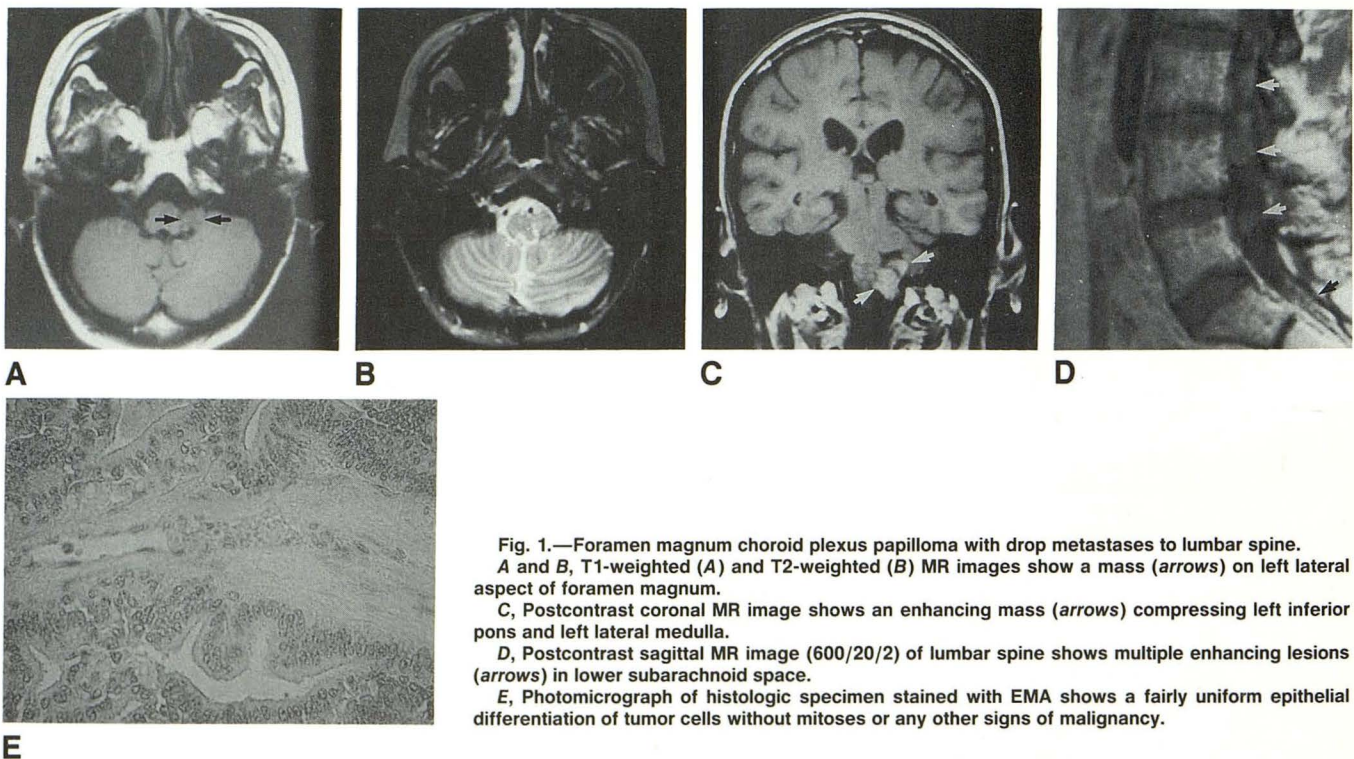 A
B
C
D
E
Fig. 1.—Foramen magnum choroid plexus papilloma with drop metastases to lumbar spine.
A and B, T1-weighted (A) and T2-weighted (B) MR images show a mass (arrows) on left lateral
aspect of foramen magnum.
C, Postcontrast coronal MR image shows an enhancing mass (arrows) compressing left inferior
pons and left lateral medulla.
D, Postcontrast sagittal MR image (600/20/2) of lumbar spine shows multiple enhancing lesions
(arrows) in lower subarachnoid space.
E, Photomicrograph of histologic specimen stained with EMA shows a fairly uniform epithelial
differentiation of tumor cells without mitoses or any other signs of malignancy.